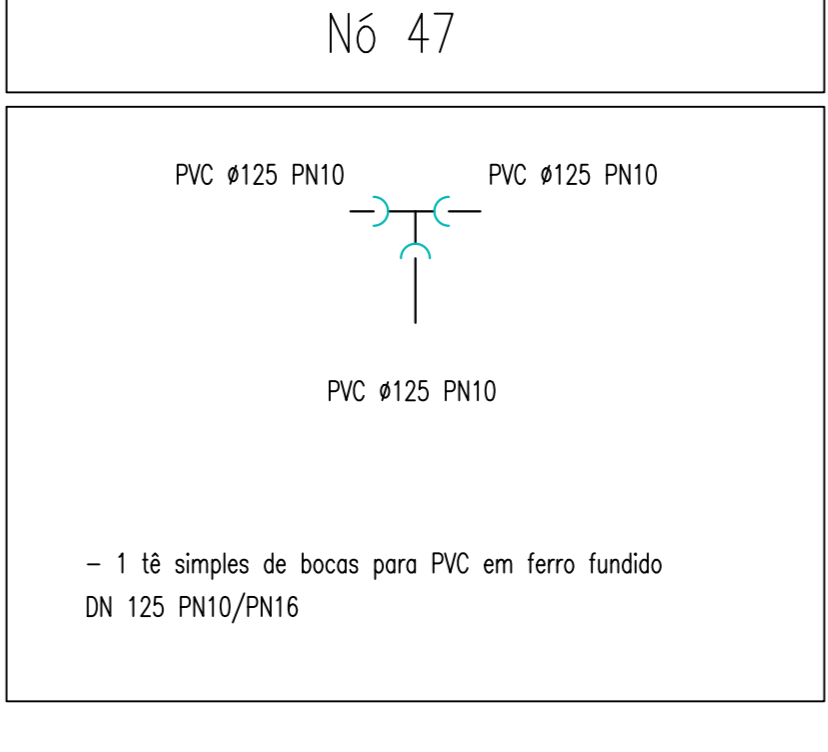 Nó 47
PVC ø125 PN10 PVC ø125 PN10
PVC ø125 PN10
– 1 tê simples de bocas para PVC em ferro fundido
DN 125 PN10/PN16